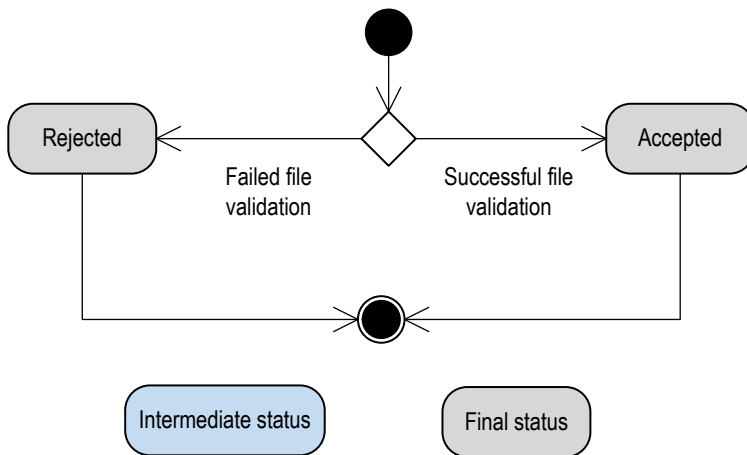 Rejected
Accepted
Failed file
validation
Successful file
validation
Intermediate status
Final status